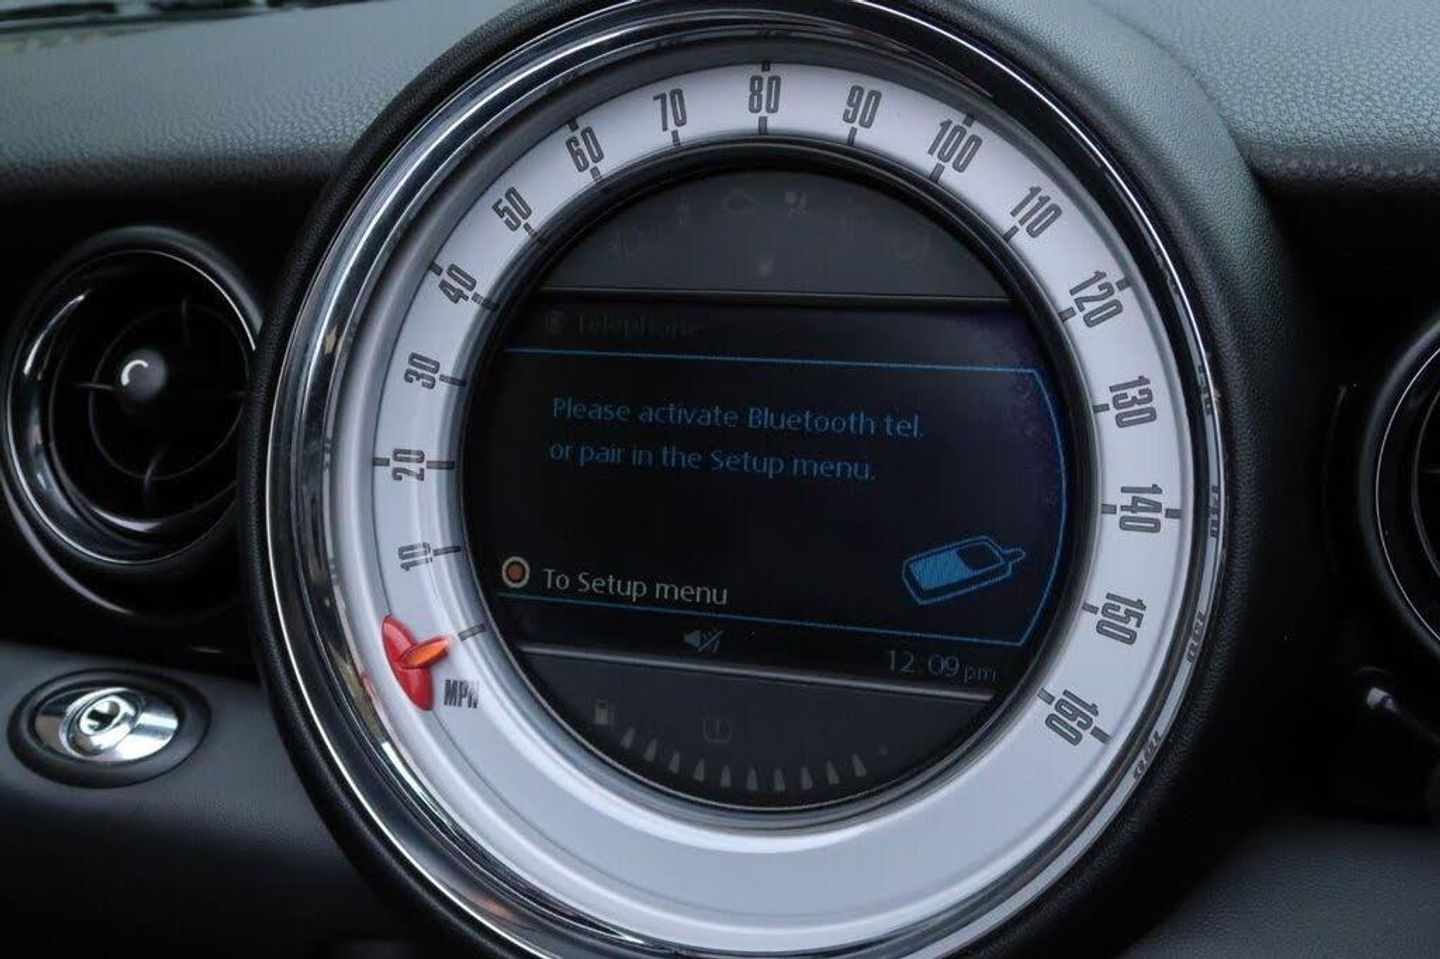 80
70
90
60
100
50
110
40
120
30
130
20
140
10
150
160
MPH
Telephone
Please activate Bluetooth tel.
or pair in the Setup menu.
To Setup menu
12:09 pm